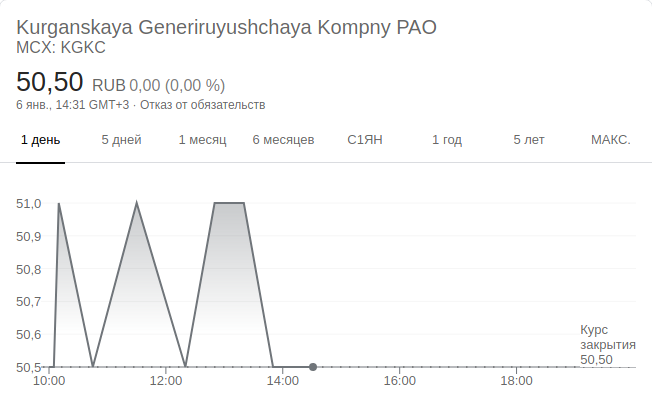 Kurganskaya Generiruyushchaya Kompny PAO
MCX: KGKC
50,50 RUB 0,00 (0,00 %)
6 янв., 14:31 GMT+3 · Отказ от обязательств
1 день 5 дней 1 месяц 6 месяцев С1ЯН 1 год 5 лет МАКС.
51,0
50,9
50,8
50,7
50,6
50,5
Курс
закрытия
50,50
10:00 12:00 14:00 16:00 18:00